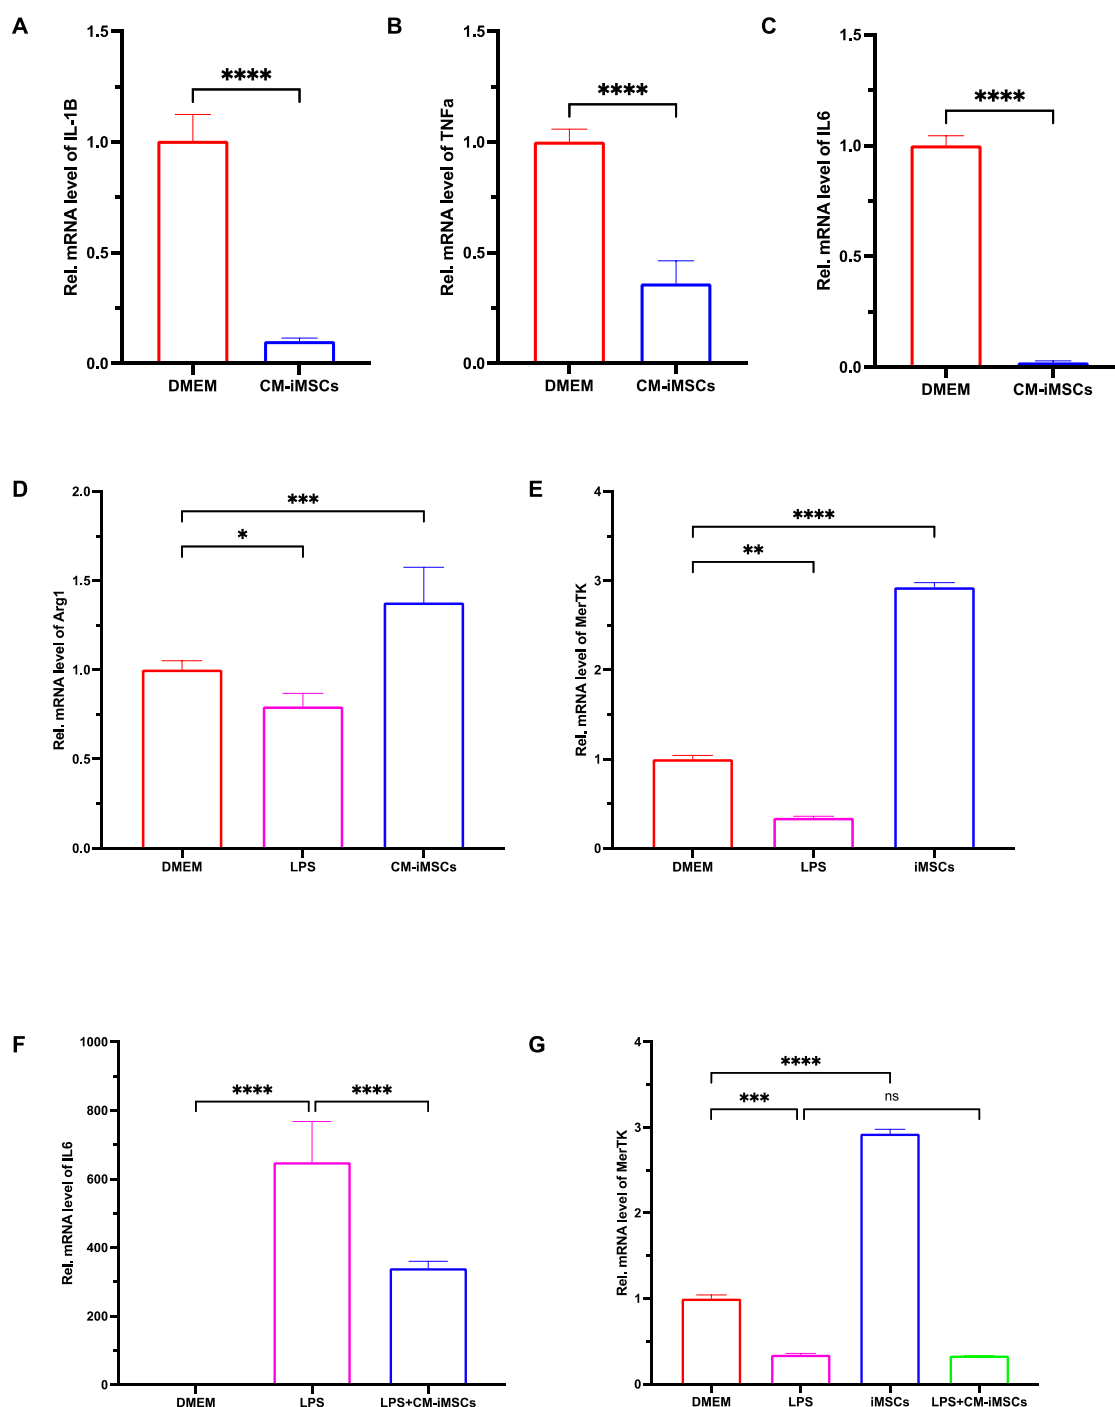 A
Rel. mRNA level of IL-1B
1.5
1.0
0.5
0.0
****
DMEM
CM-iMSCs
B
Rel. mRNA level of TNFa
1.5
1.0
0.5
0.0
****
DMEM
CM-iMSCs
C
Rel. mRNA level of IL6
1.5
1.0
0.5
0.0
****
DMEM
CM-iMSCs
D
Rel. mRNA level of Arg1
2.0
1.5
1.0
0.5
0.0
***
*
DMEM
LPS
CM-iMSCs
E
Rel. mRNA level of MerTK
4
3
2
1
0
****
**
DMEM
LPS
iMSCs
F
Rel. mRNA level of IL6
1000
800
600
400
200
0
****
****
DMEM
LPS
LPS+CM-iMSCs
G
Rel. mRNA level of MerTK
4
3
2
1
0
****
***
ns
DMEM
LPS
iMSCs
LPS+CM-iMSCs